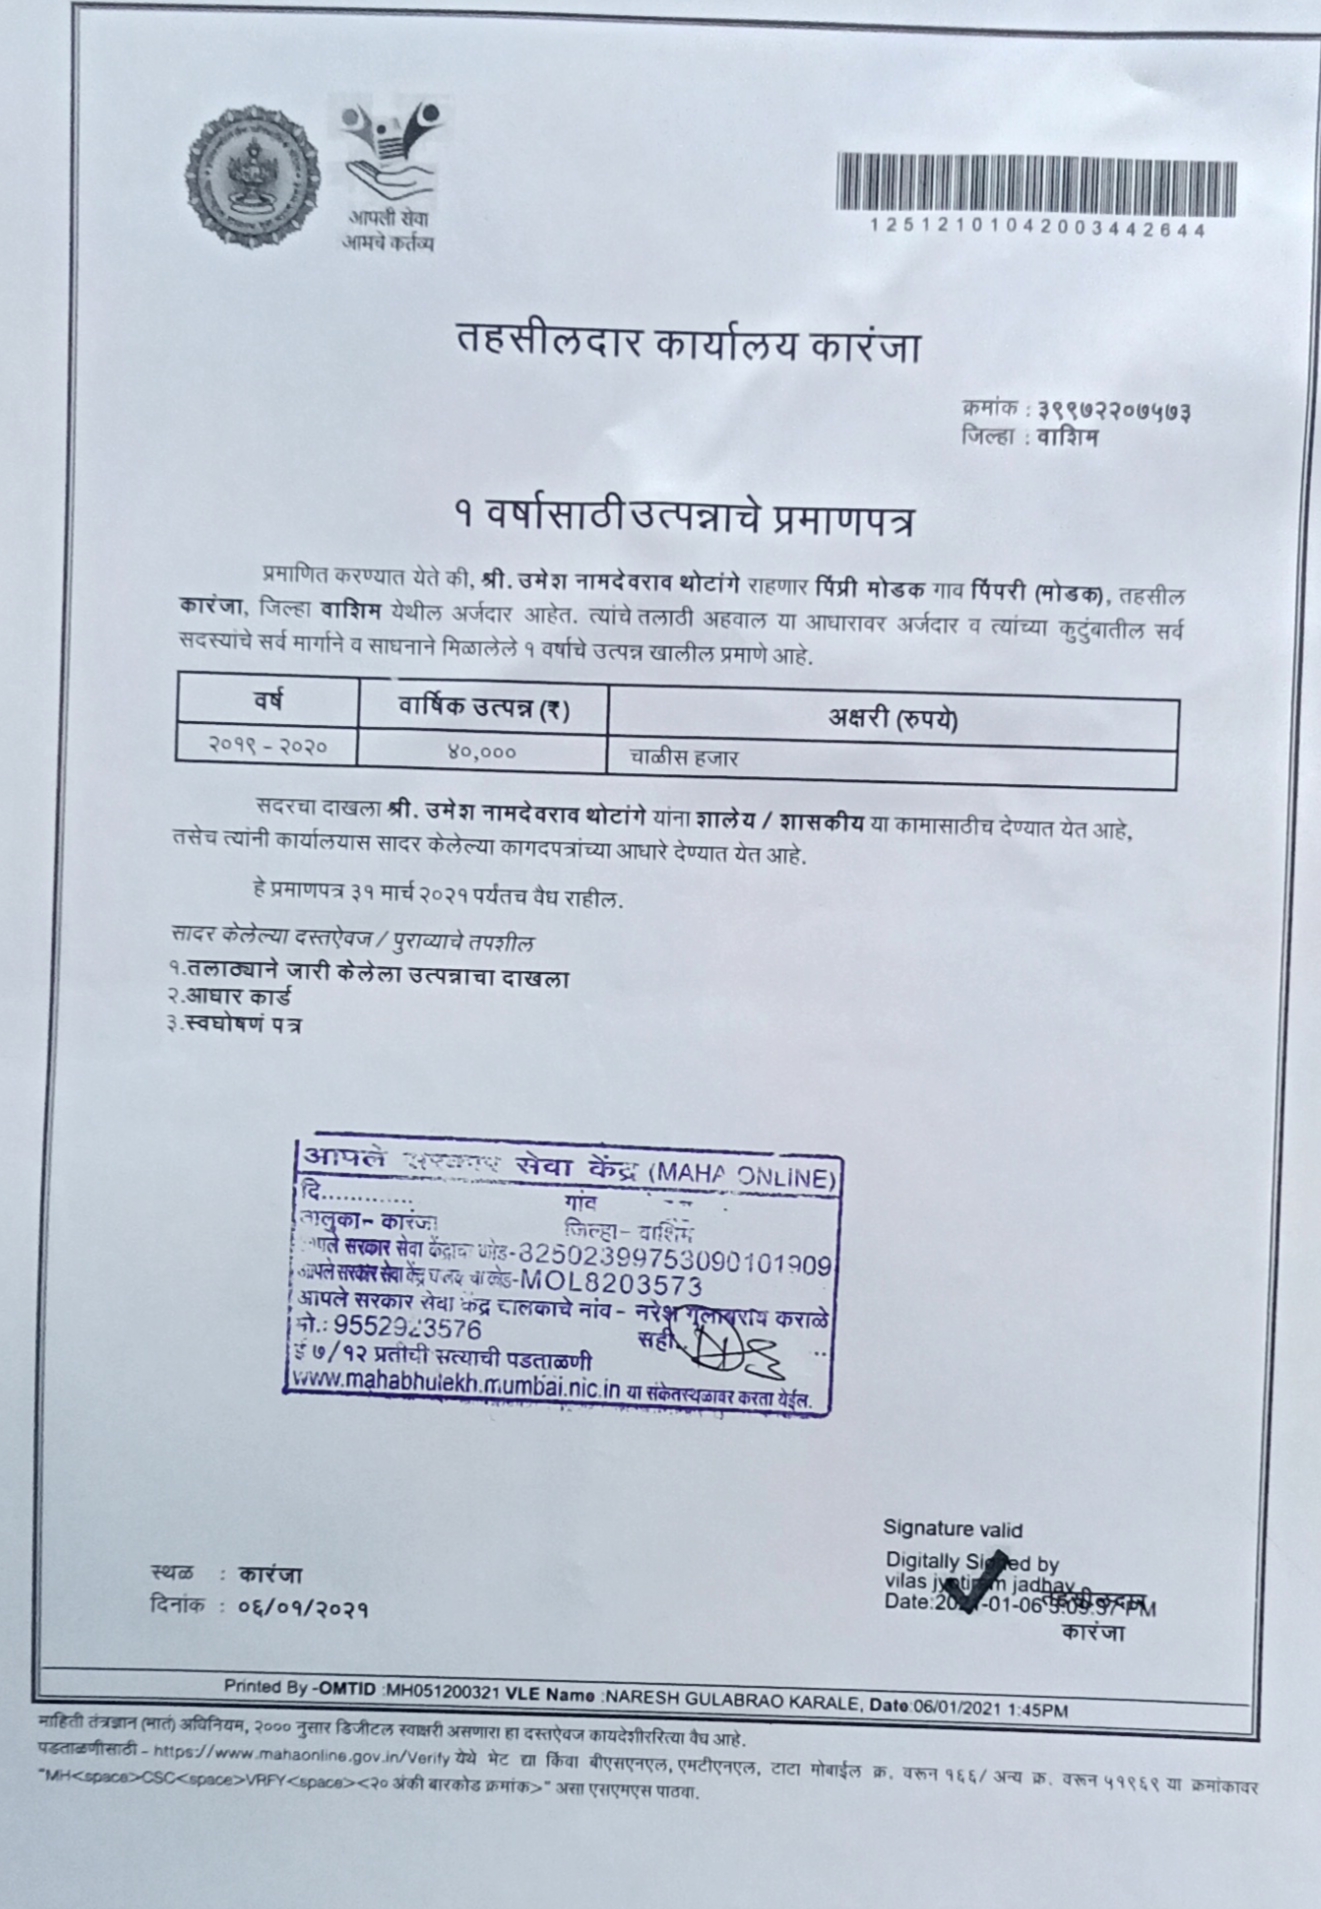 आपली सेवा
आमचे कर्तव्य
12512101042003442644
तहसीलदार कार्यालय कारंजा
क्रमांक : ३९९७२२०७५७३
जिल्हा : वाशिम
१ वर्षासाठी उत्पन्नाचे प्रमाणपत्र
प्रमाणित करण्यात येते की, श्री. उमेश नामदेवराव थोटांगे राहणार पिंप्री मोडक गाव पिंपरी (मोडक), तहसील
कारंजा, जिल्हा वाशिम येथील अर्जदार आहेत. त्यांचे तलाठी अहवाल या आधारावर अर्जदार व त्यांच्या कुटुंबातील सर्व
सदस्यांचे सर्व मार्गाने व साधनाने मिळालेले १ वर्षाचे उत्पन्न खालील प्रमाणे आहे.
वर्ष वार्षिक उत्पन्न (₹) अक्षरी (रुपये)
२०१९ - २०२० ४०,००० चाळीस हजार
सदरचा दाखला श्री. उमेश नामदेवराव थोटांगे यांना शालेय / शासकीय या कामासाठीच देण्यात येत आहे,
तसेच त्यांनी कार्यालयास सादर केलेल्या कागदपत्रांच्या आधारे देण्यात येत आहे.
हे प्रमाणपत्र ३१ मार्च २०२१ पर्यंतच वैध राहील.
सादर केलेल्या दस्तऐवज / पुराव्याचे तपशील
१.तलाठ्याने जारी केलेला उत्पन्नाचा दाखला
२.आधार कार्ड
३.स्वघोषणं पत्र
आपले सरकार सेवा केंद्र (MAHA ONLINE)
दि............. गांव
तालुका- कारंजा जिल्हा- वाशिम
आपले सरकार सेवा केंद्राचा कोड-82502399753090101909
आपले सरकार सेवा केंद्र चालकाचा कोड-MOL8203573
आपले सरकार सेवा केंद्र चालकाचे नांव - नरेश गुलाबराव कराळे
मो.: 9552923576 सही..
ई ७/१२ प्रतीची सत्याची पडताळणी
www.mahabhulekh.mumbai.nic.in या संकेतस्थळावर करता येईल.
Signature valid
Digitally Signed by
vilas jyotiram jadhav
Date:2021-01-06
तहसीलदार
कारंजा
स्थळ : कारंजा
दिनांक : ०६/०१/२०२१
Printed By -OMTID :MH051200321 VLE Name :NARESH GULABRAO KARALE, Date:06/01/2021 1:45PM
माहिती तंत्रज्ञान (मातं) अधिनियम, २००० नुसार डिजीटल स्वाक्षरी असणारा हा दस्तऐवज कायदेशीररित्या वैध आहे.
पडताळणीसाठी - https://www.mahaonline.gov.in/Verify येथे भेट द्या किंवा बीएसएनएल, एमटीएनएल, टाटा मोबाईल क्र. वरून १६६/ अन्य क्र. वरून ५१९६९ या क्रमांकावर
"MH<space>CSC<space>VRFY<space><२० अंकी बारकोड क्रमांक>" असा एसएमएस पाठवा.